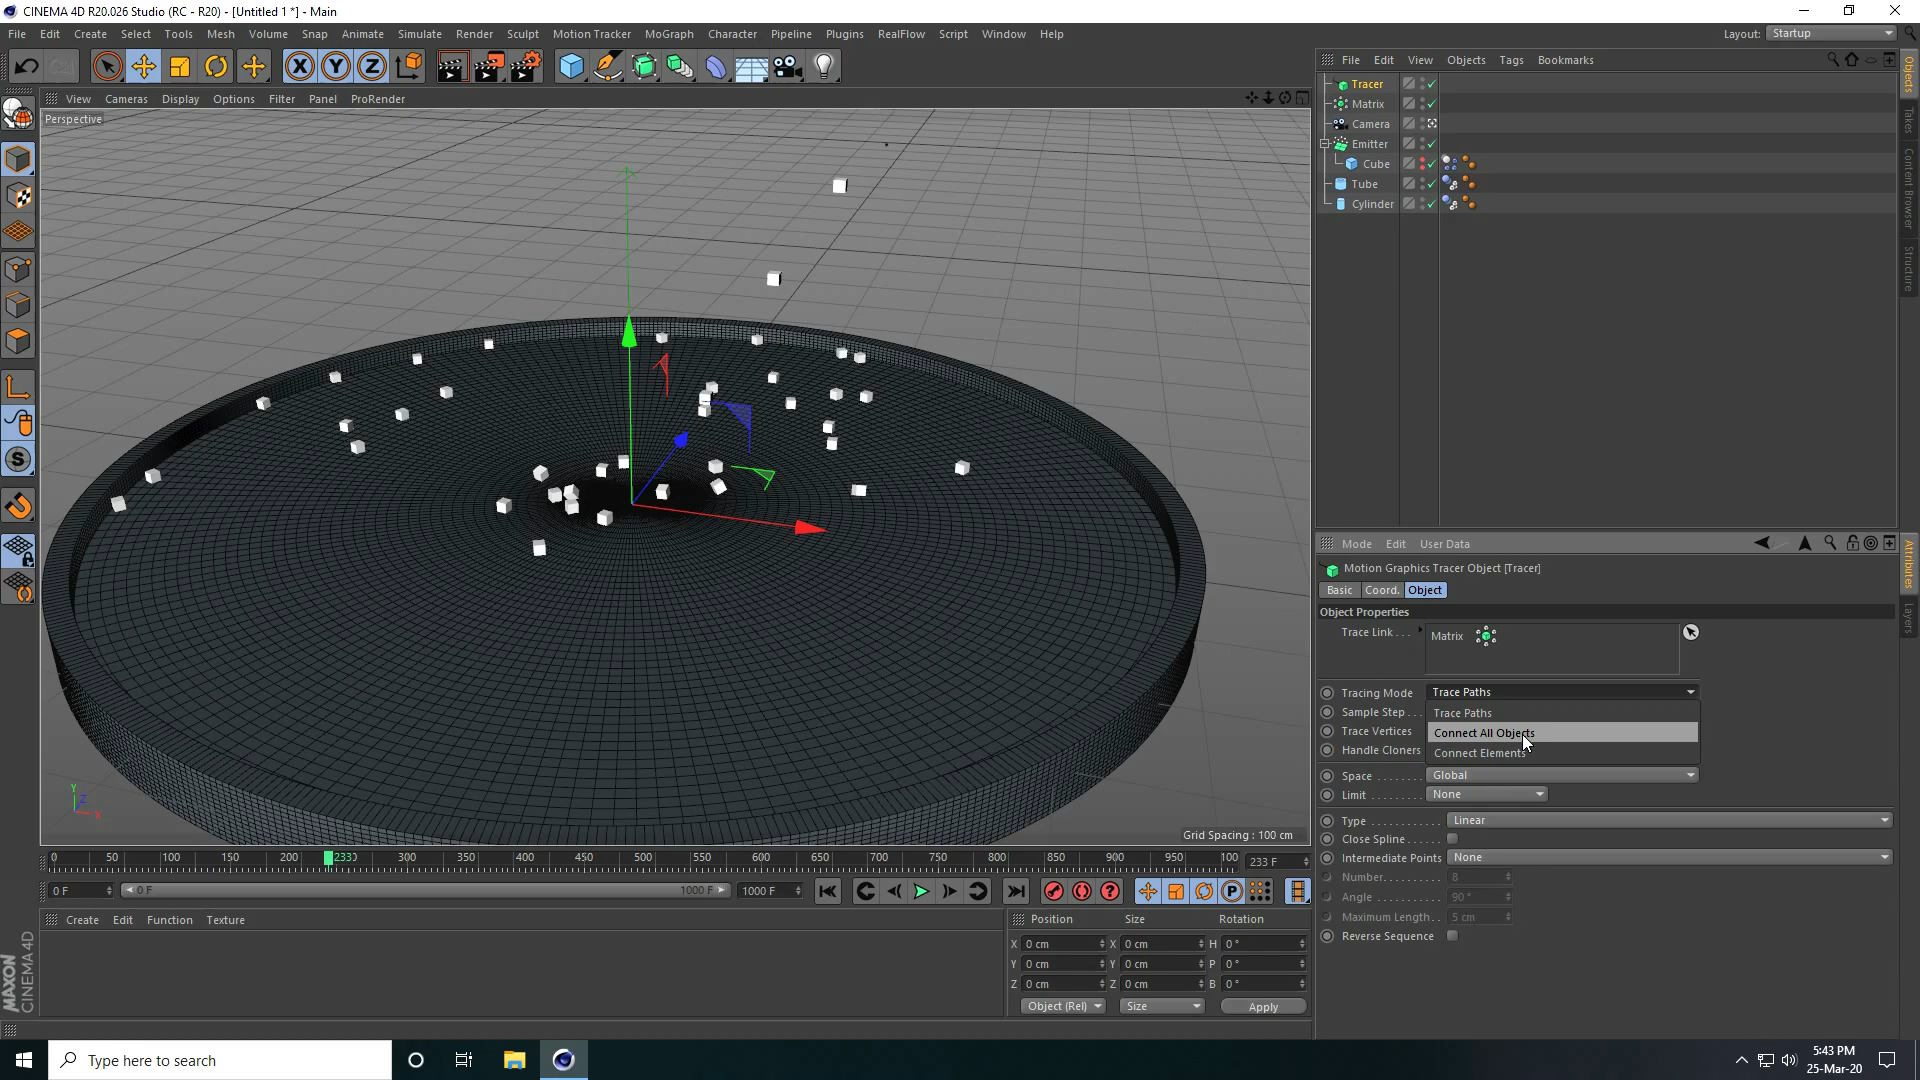 CINEMA 4D R20.026 Studio (RC - R20) - [Untitled 1 *] - Main
File Edit Create Select Tools Mesh Volume Snap Animate Simulate Render Sculpt Motion Tracker MoGraph Character Pipeline Plugins RealFlow Script Window Help
Layout: Startup
View Cameras Display Options Filter Panel ProRender
Perspective
Y
Z
X
Grid Spacing : 100 cm
File Edit View Objects Tags Bookmarks
Tracer
Matrix
Camera
Emitter
Cube
Tube
Cylinder
Objects
Takes
Content Browser
Structure
Mode Edit User Data
Motion Graphics Tracer Object [Tracer]
Basic Coord. Object
Object Properties
Trace Link . . . Matrix
Tracing Mode Trace Paths
Sample Step . . .
Trace Paths
Trace Vertices
Connect All Objects
Handle Cloners
Connect Elements
Space . . . . . . . . Global
Limit . . . . . . . . . None
Type . . . . . . . . . . . . Linear
Close Spline . . . . . .
Intermediate Points None
Number. . . . . . . . . . 8
Angle . . . . . . . . . . . 90 °
Maximum Length. . 5 cm
Reverse Sequence
Attributes
Layers
0 50 100 150 200 233 300 350 400 450 500 550 600 650 700 750 800 850 900 950 100
233 F
0 F 0 F 1000 F 1000 F
Create Edit Function Texture
Position Size Rotation
X 0 cm X 0 cm H 0 °
Y 0 cm Y 0 cm P 0 °
Z 0 cm Z 0 cm B 0 °
Object (Rel) Size Apply
MAXON
CINEMA 4D
Type here to search
5:43 PM
25-Mar-20